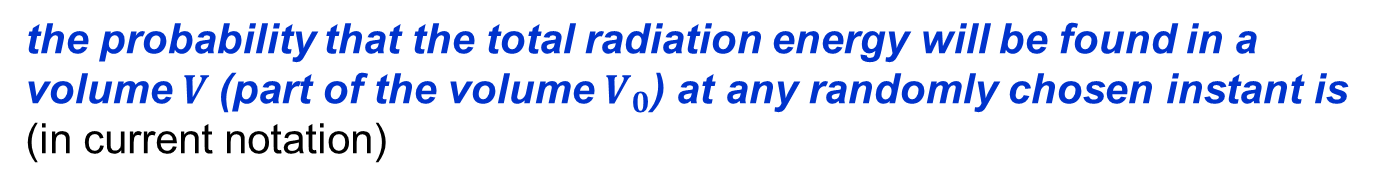 the probability that the total radiation energy will be found in a
volume V (part of the volume V₀) at any randomly chosen instant is
(in current notation)